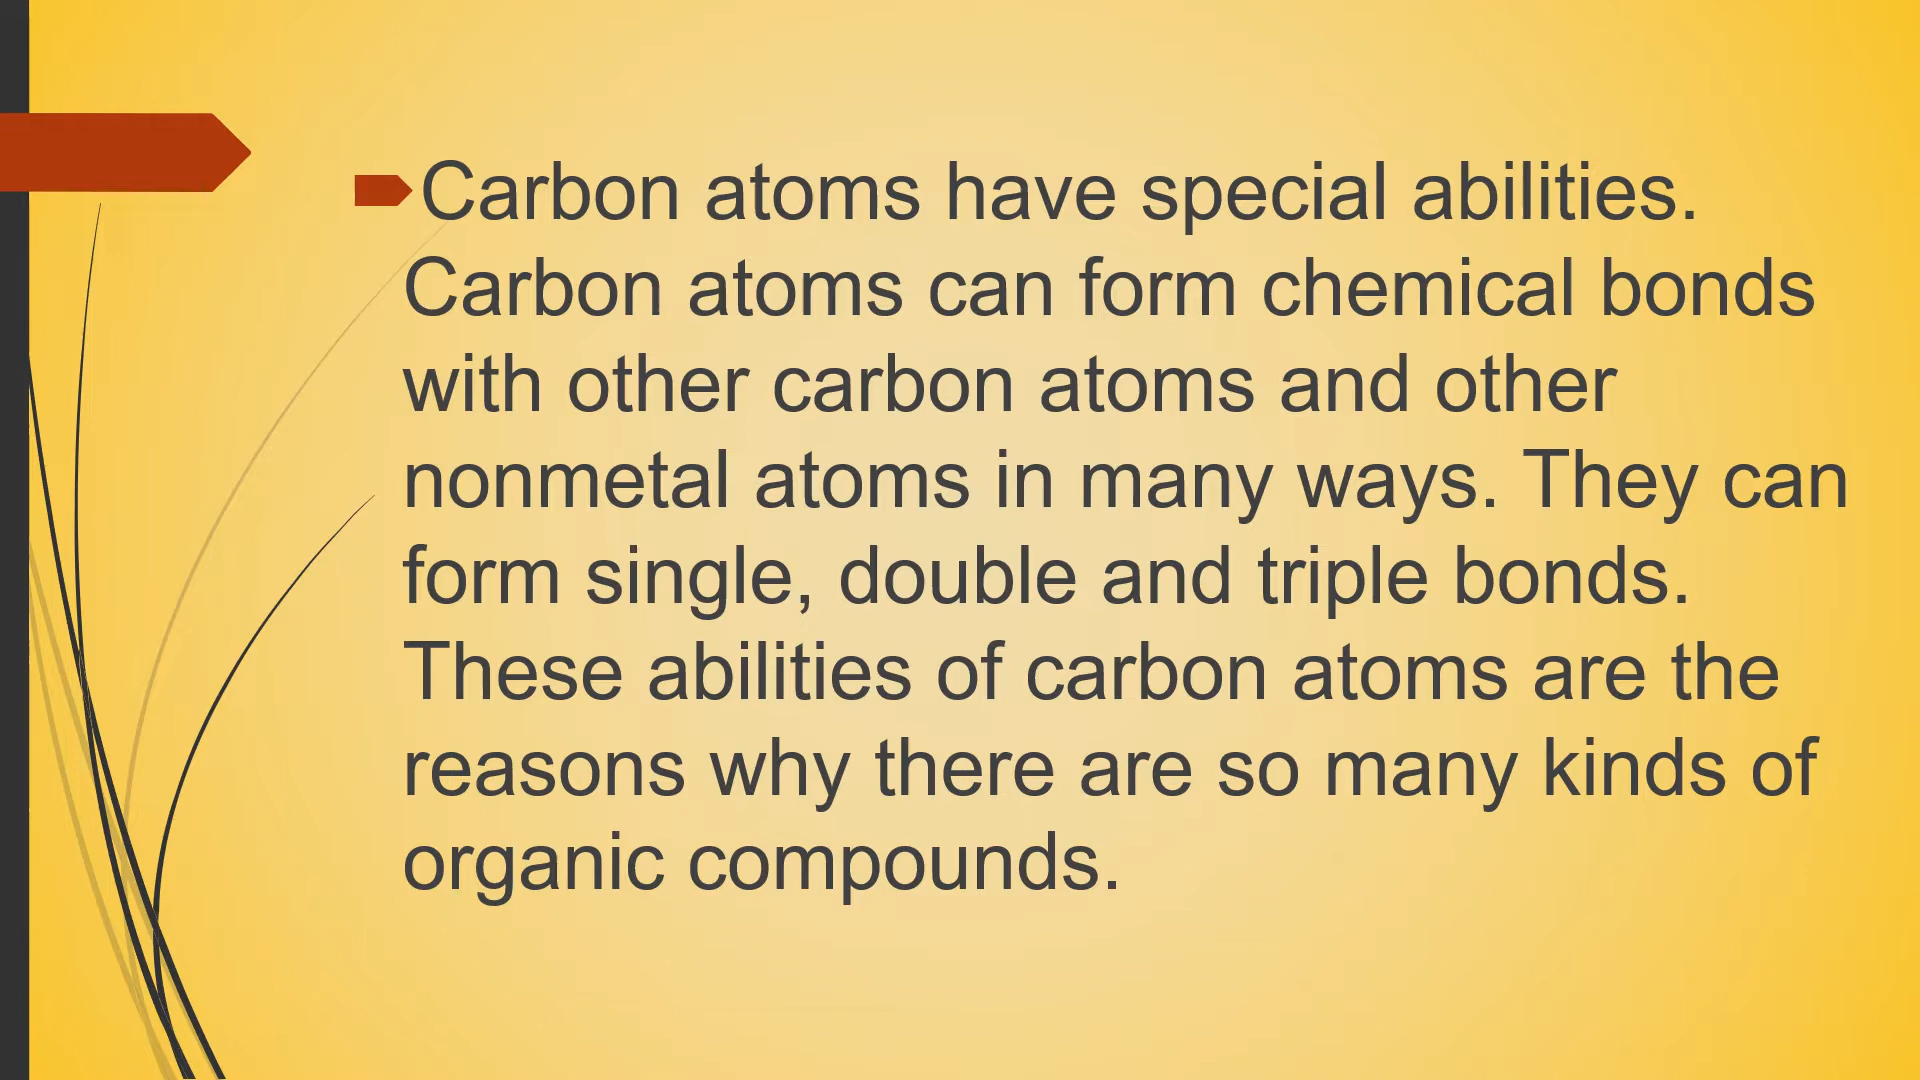 Carbon atoms have special abilities.
Carbon atoms can form chemical bonds
with other carbon atoms and other
nonmetal atoms in many ways. They can
form single, double and triple bonds.
These abilities of carbon atoms are the
reasons why there are so many kinds of
organic compounds.